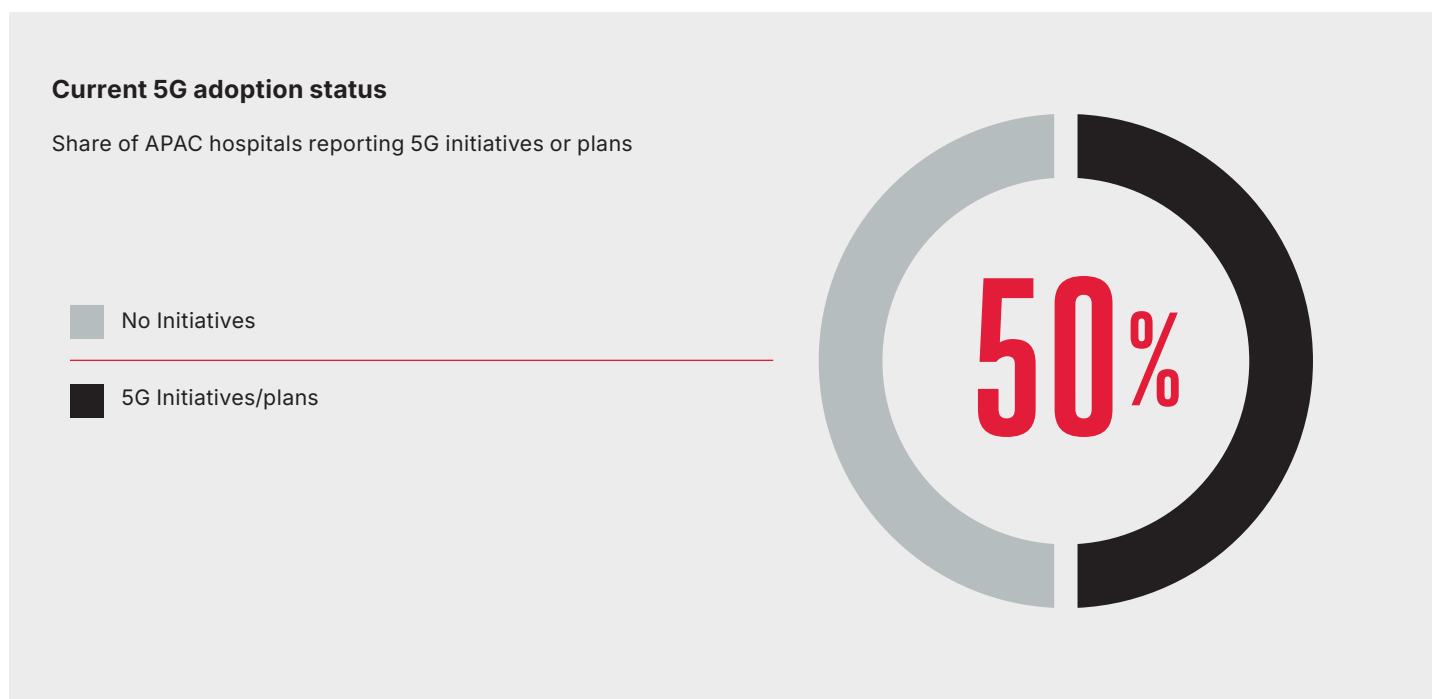 Current 5G adoption status
Share of APAC hospitals reporting 5G initiatives or plans
No Initiatives
5G Initiatives/plans
50%